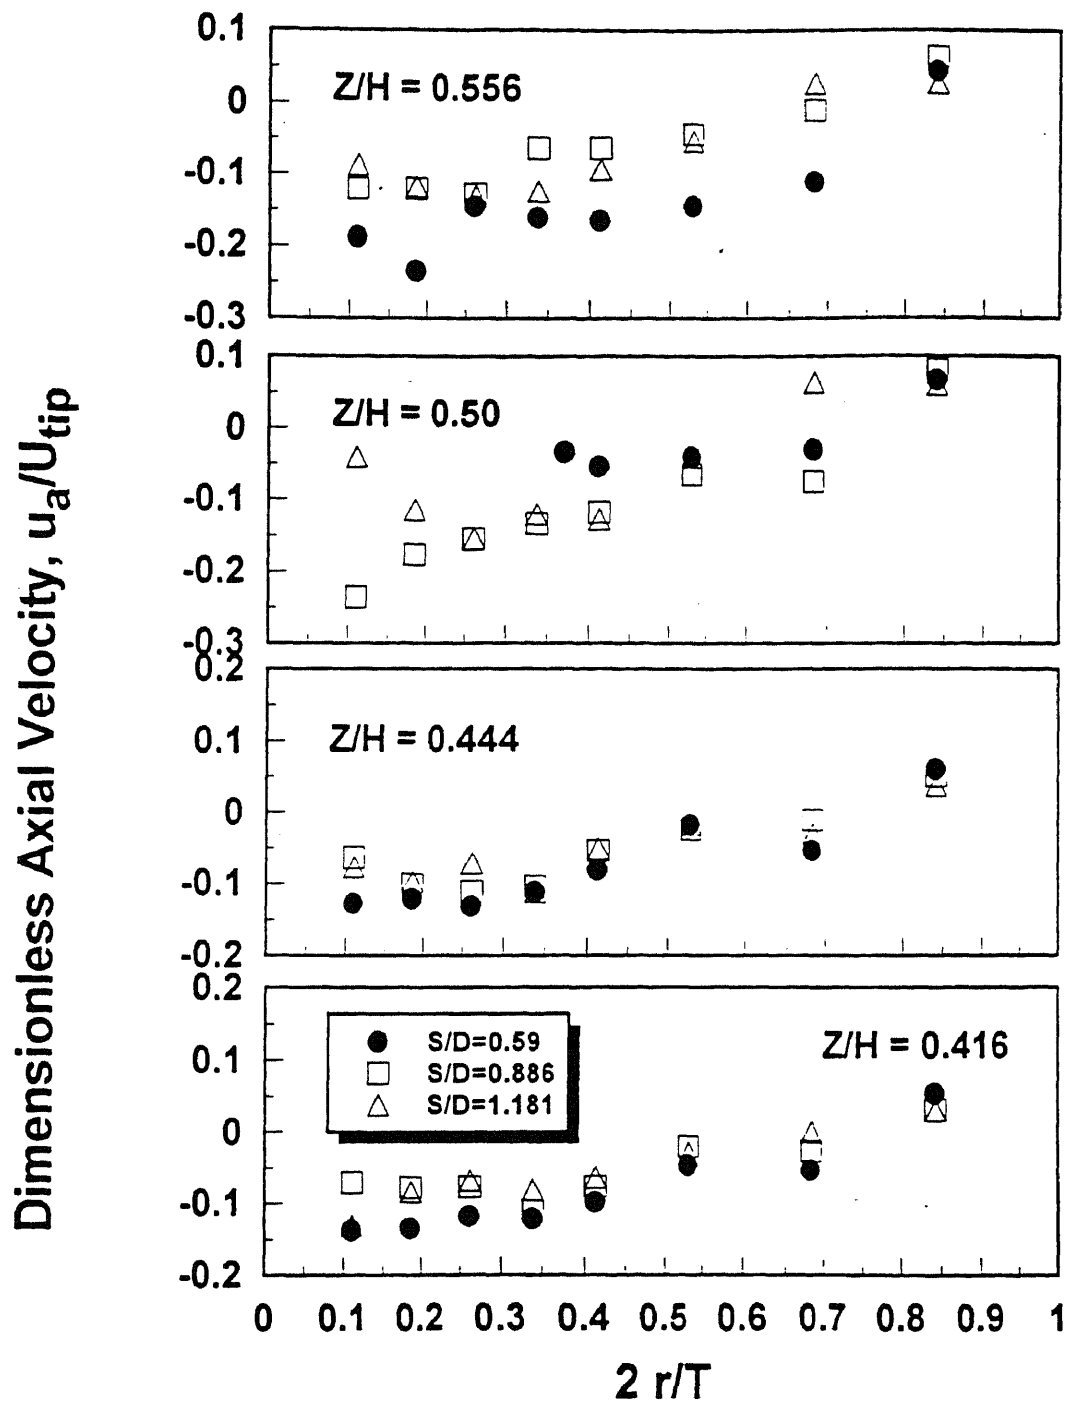 Dimensionless Axial Velocity, uₐ/U_tip
0.1
0
-0.1
-0.2
-0.3
Z/H = 0.556
0.1
0
-0.1
-0.2
-0.3
Z/H = 0.50
0.2
0.1
0
-0.1
-0.2
Z/H = 0.444
0.2
0.1
0
-0.1
-0.2
S/D=0.59
S/D=0.886
S/D=1.181
Z/H = 0.416
0 0.1 0.2 0.3 0.4 0.5 0.6 0.7 0.8 0.9 1
2 r/T